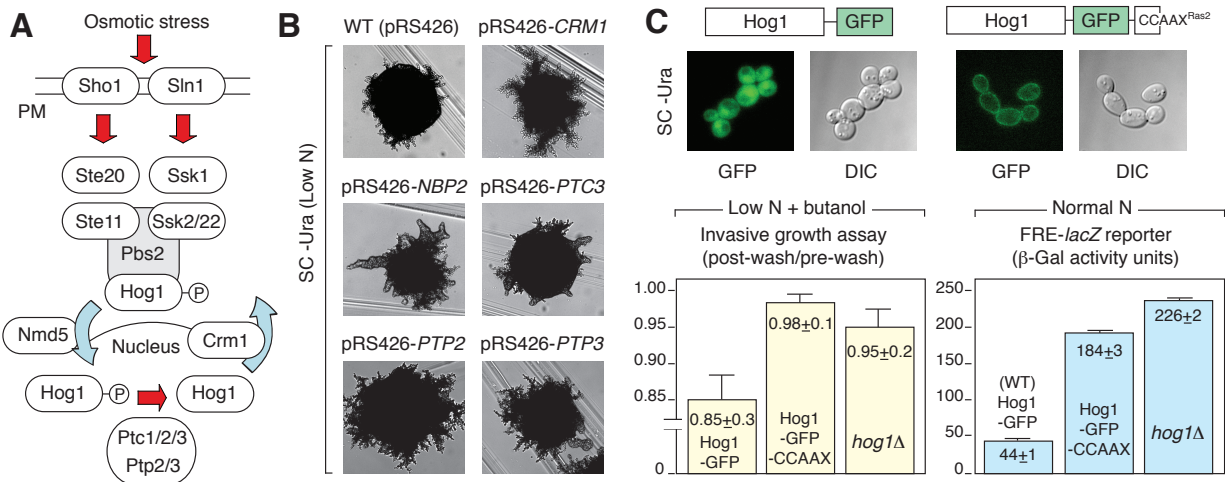 A
Osmotic stress
Sho1
Sln1
PM
Ste20
Ssk1
Ste11
Ssk2/22
Pbs2
Hog1
P
Nmd5
Nucleus
Crm1
Hog1
P
Hog1
Ptc1/2/3
Ptp2/3
B
WT (pRS426)
pRS426-CRM1
pRS426-NBP2
pRS426-PTC3
pRS426-PTP2
pRS426-PTP3
SC -Ura (Low N)
C
Hog1
GFP
Hog1
GFP
CCAAX^Ras2
SC -Ura
GFP
DIC
GFP
DIC
Low N + butanol
Invasive growth assay
(post-wash/pre-wash)
1.00
0.95
0.90
0.85
0
0.85±0.3
Hog1
-GFP
0.98±0.1
Hog1
-GFP
-CCAAX
0.95±0.2
hog1Δ
Normal N
FRE-lacZ reporter
(β-Gal activity units)
250
200
150
100
50
0
(WT)
Hog1
-GFP
44±1
184±3
Hog1
-GFP
-CCAAX
226±2
hog1Δ